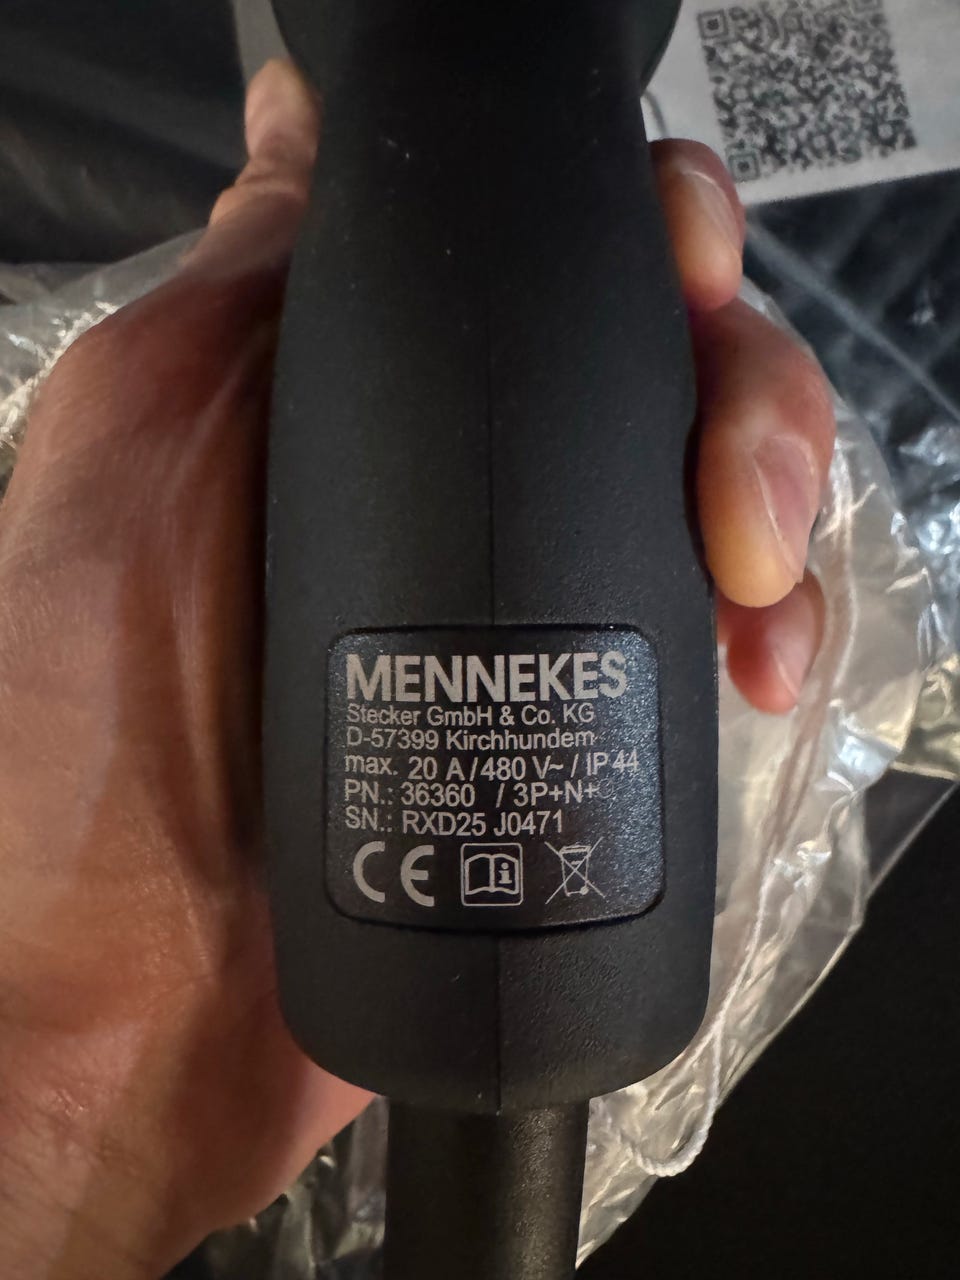 MENNEKES
Stecker GmbH & Co. KG
D-57399 Kirchhundem
max. 20 A / 480 V~ / IP 44
PN.: 36360 / 3P+N+⏚
SN.: RXD25 J0471
CE